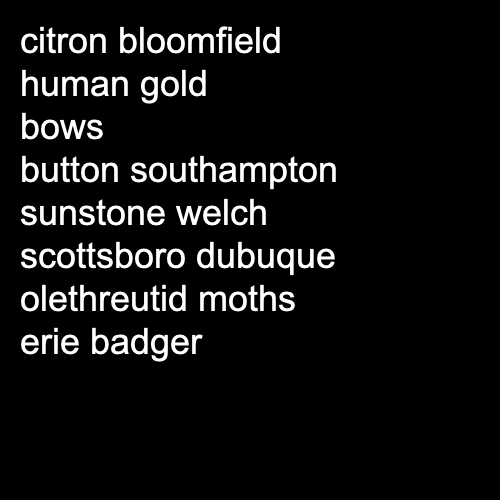 citron bloomfield
human gold
bows
button southampton
sunstone welch
scottsboro dubuque
olethreutid moths
erie badger